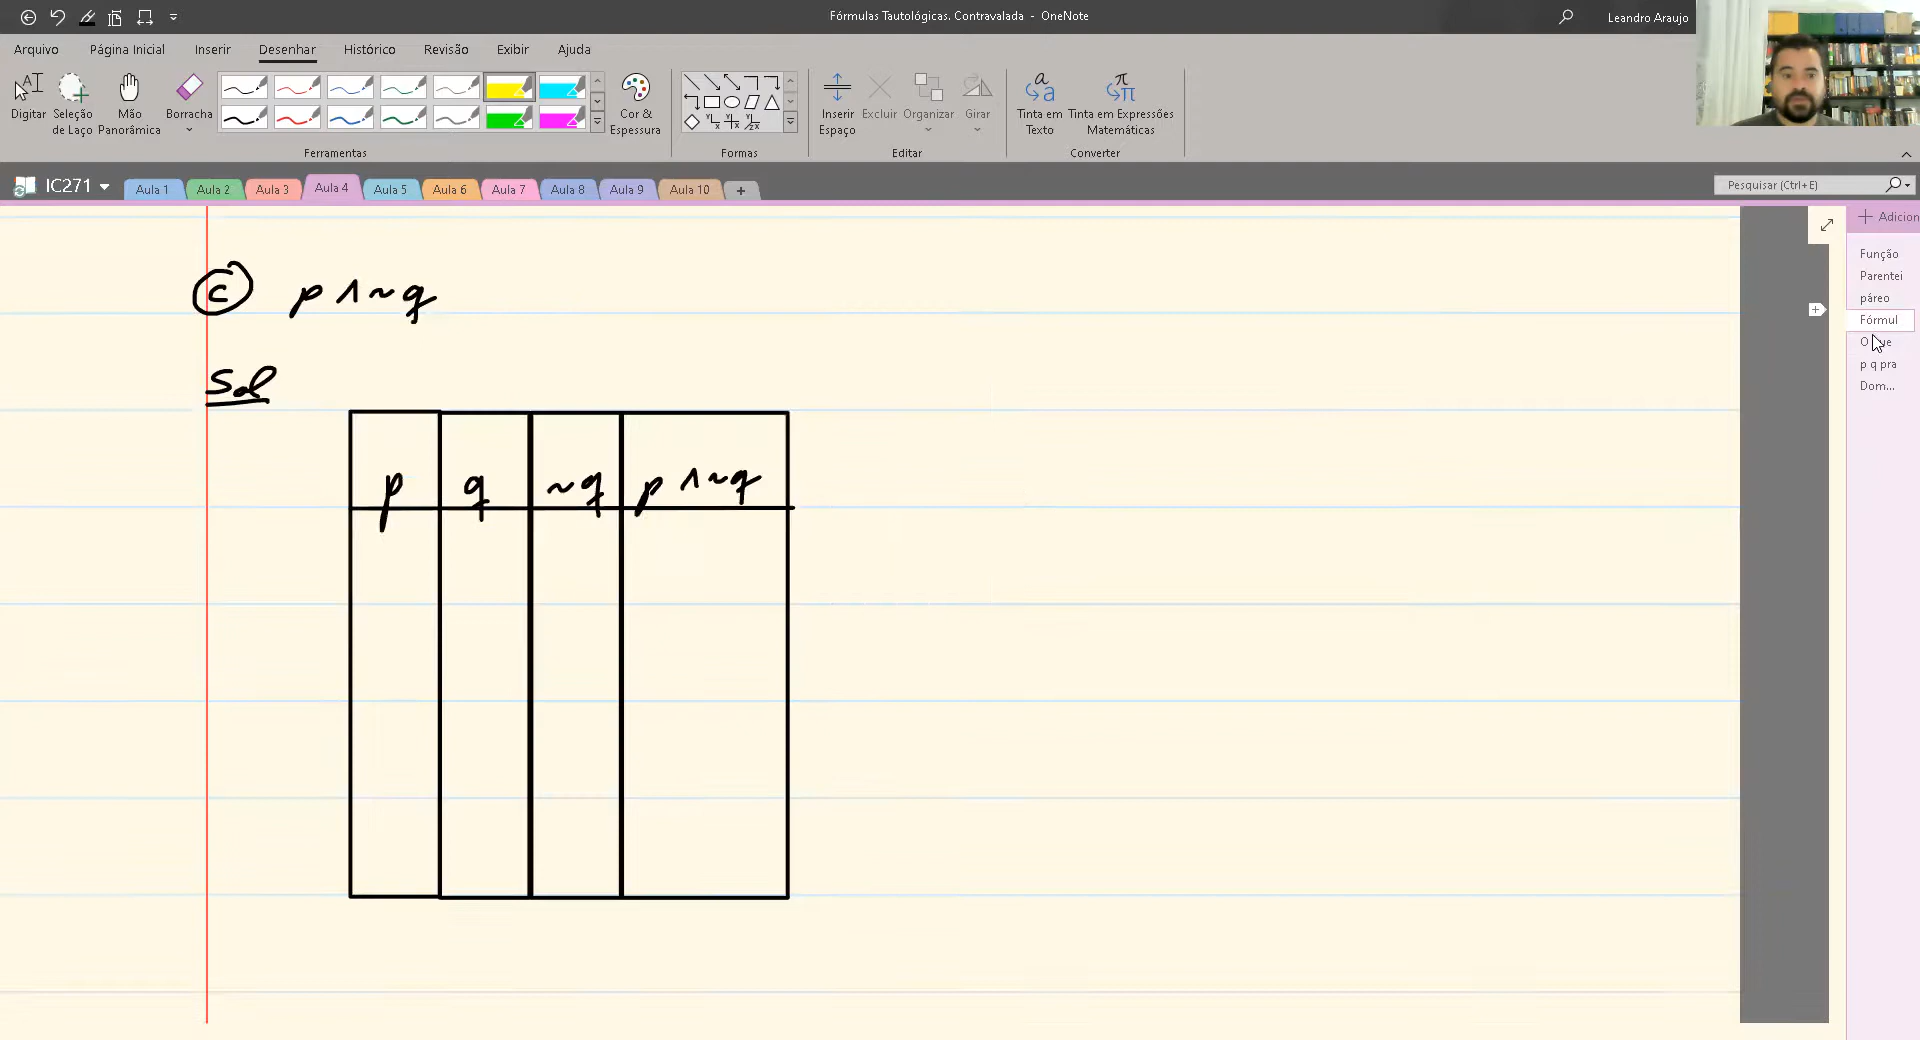 Fórmulas Tautológicas. Contravalada - OneNote
Leandro Araujo
Arquivo Página Inicial Inserir Desenhar Histórico Revisão Exibir Ajuda
Digitar
Seleção de Laço
Mão Panorâmica
Borracha
Cor & Espessura
Inserir Espaço
Excluir
Organizar
Girar
Tinta em Texto
Tinta em Expressões Matemáticas
Ferramentas Formas Editar Converter
IC271 Aula 1 Aula 2 Aula 3 Aula 4 Aula 5 Aula 6 Aula 7 Aula 8 Aula 9 Aula 10 +
Pesquisar (Ctrl+E)
+ Adicion
Função
Parentei
páreo
Fórmul
p q pra
Dom...
c p ∧ ~q
Sol
p q ~q p ∧ ~q